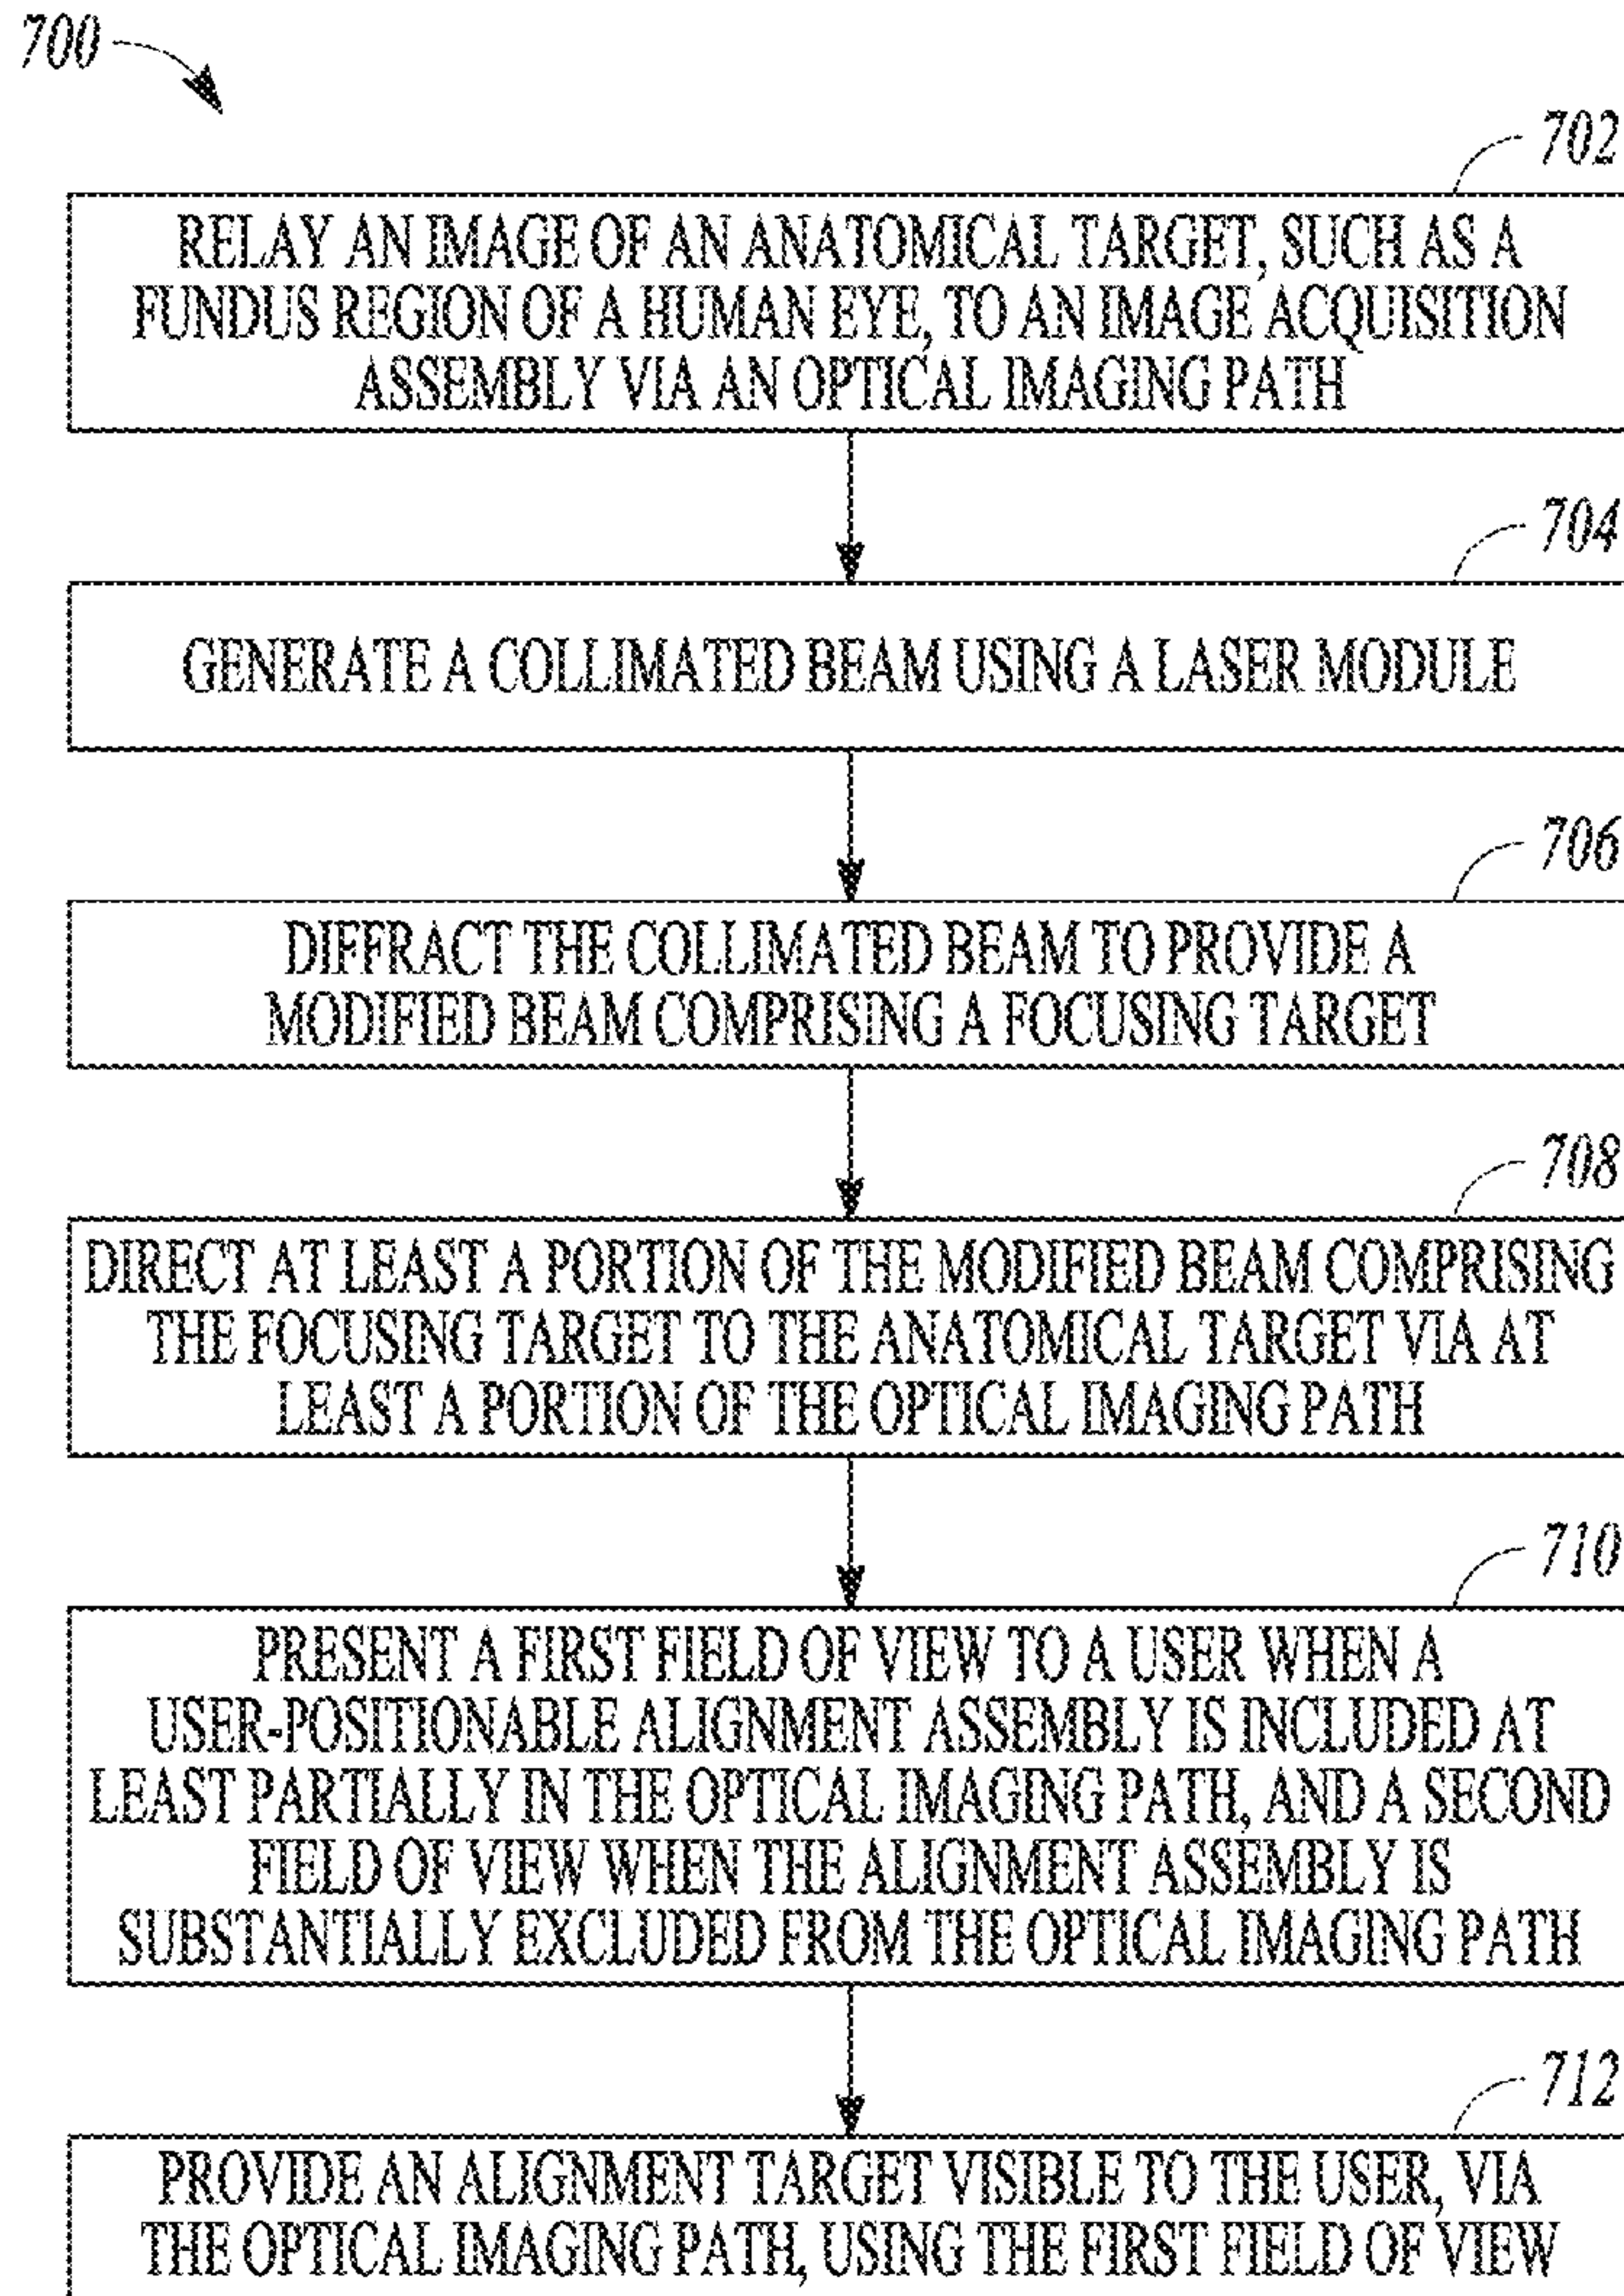 700
702
RELAY AN IMAGE OF AN ANATOMICAL TARGET, SUCH AS A
FUNDUS REGION OF A HUMAN EYE, TO AN IMAGE ACQUISITION
ASSEMBLY VIA AN OPTICAL IMAGING PATH
704
GENERATE A COLLIMATED BEAM USING A LASER MODULE
706
DIFFRACT THE COLLIMATED BEAM TO PROVIDE A
MODIFIED BEAM COMPRISING A FOCUSING TARGET
708
DIRECT AT LEAST A PORTION OF THE MODIFIED BEAM COMPRISING
THE FOCUSING TARGET TO THE ANATOMICAL TARGET VIA AT
LEAST A PORTION OF THE OPTICAL IMAGING PATH
710
PRESENT A FIRST FIELD OF VIEW TO A USER WHEN A
USER-POSITIONABLE ALIGNMENT ASSEMBLY IS INCLUDED AT
LEAST PARTIALLY IN THE OPTICAL IMAGING PATH, AND A SECOND
FIELD OF VIEW WHEN THE ALIGNMENT ASSEMBLY IS
SUBSTANTIALLY EXCLUDED FROM THE OPTICAL IMAGING PATH
712
PROVIDE AN ALIGNMENT TARGET VISIBLE TO THE USER, VIA
THE OPTICAL IMAGING PATH, USING THE FIRST FIELD OF VIEW